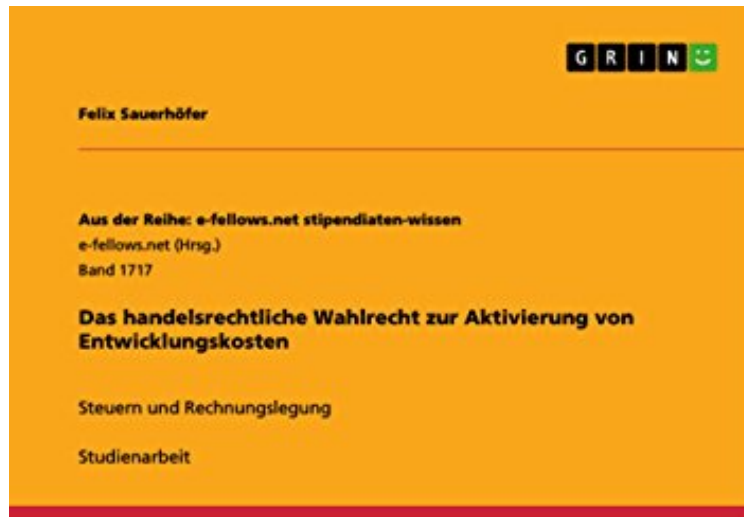 GRIN
Felix Sauerhöfer
Aus der Reihe: e-fellows.net stipendiaten-wissen
e-fellows.net (Hrsg.)
Band 1717
Das handelsrechtliche Wahlrecht zur Aktivierung von
Entwicklungskosten
Steuern und Rechnungslegung
Studienarbeit